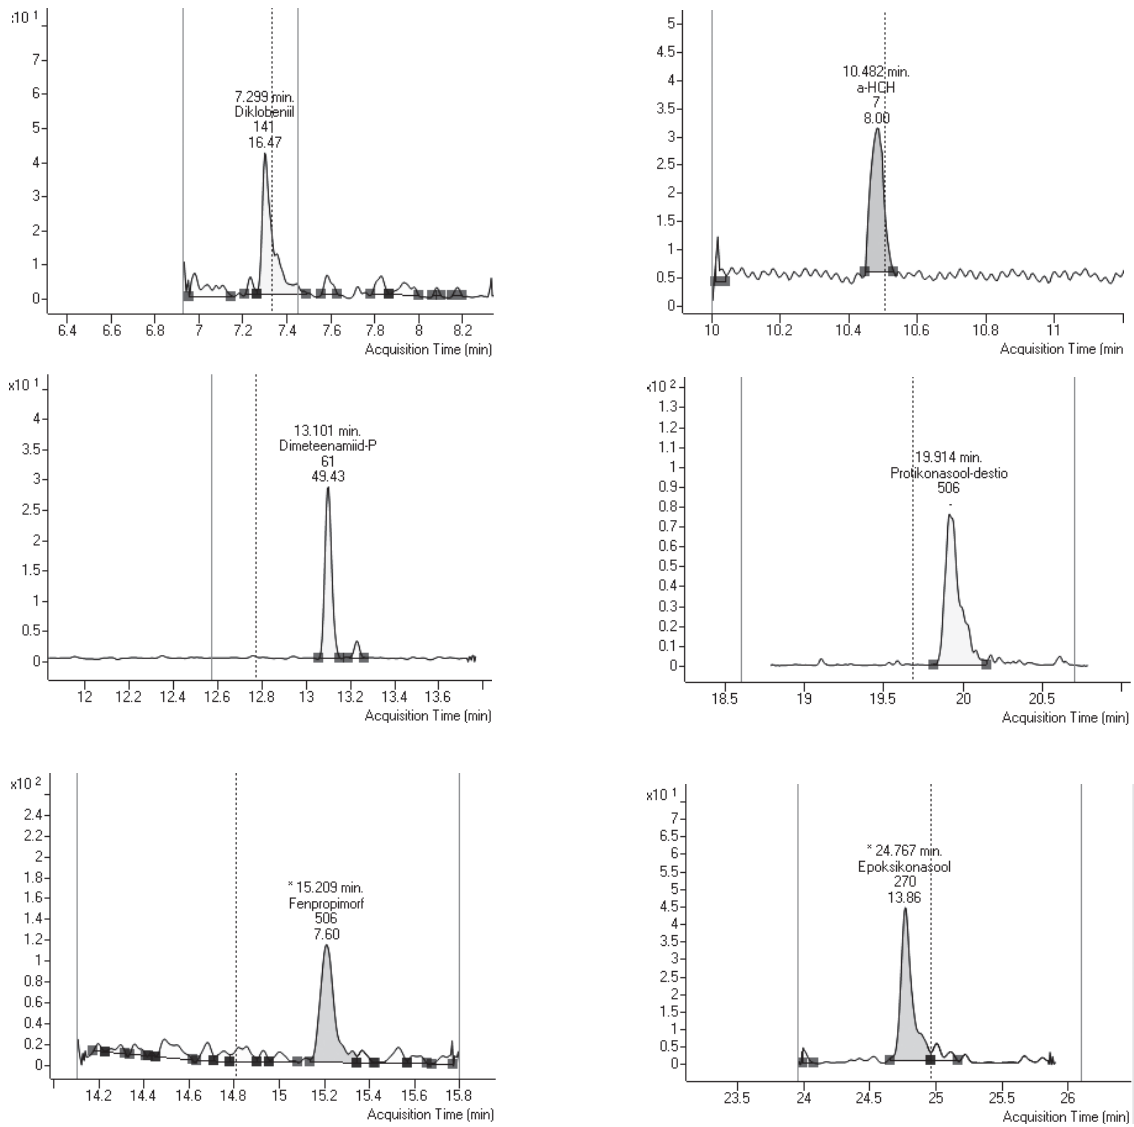 :10 1
7
6
5
4
3
2
1
0
7.299 min.
Diklobeniil
141
16.47
6.4 6.6 6.8 7 7.2 7.4 7.6 7.8 8 8.2
Acquisition Time (min)
5
4.5
4
3.5
3
2.5
2
1.5
1
0.5
0
10.482 min.
a-HCH
7
8.00
10 10.2 10.4 10.6 10.8 11
Acquisition Time (min
x10 1
4
3.5
3
2.5
2
1.5
1
0.5
0
13.101 min.
Dimeteenamiid-P
61
49.43
12 12.2 12.4 12.6 12.8 13 13.2 13.4 13.6
Acquisition Time (min)
x10 2
1.3
1.2
1.1
1
0.9
0.8
0.7
0.6
0.5
0.4
0.3
0.2
0.1
0
19.914 min.
Protikonasool-destio
506
18.5 19 19.5 20 20.5
Acquisition Time (min)
x10 2
2.4
2.2
2
1.8
1.6
1.4
1.2
1
0.8
0.6
0.4
0.2
0
* 15.209 min.
Fenpropimorf
506
7.60
14.2 14.4 14.6 14.8 15 15.2 15.4 15.6 15.8
Acquisition Time (min)
x10 1
7
6.5
6
5.5
5
4.5
4
3.5
3
2.5
2
1.5
1
0.5
0
* 24.767 min.
Epoksikonasool
270
13.86
23.5 24 24.5 25 25.5 26
Acquisition Time (min)